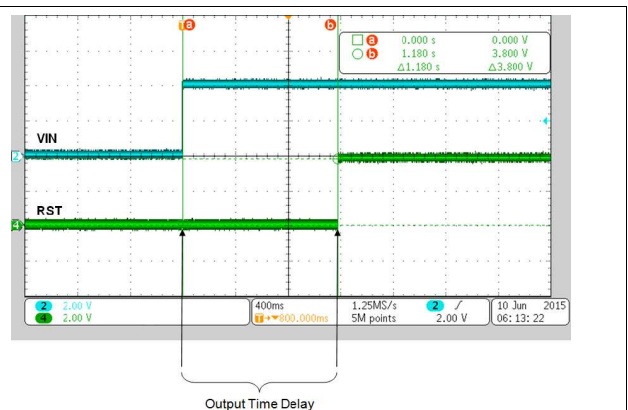 T a b
a 0.000 s 0.000 V
b 1.180 s 3.800 V
Δ1.180 s Δ3.800 V
VIN
2
RST
4
2 2.00 V 400ms 1.25MS/s 2 10 Jun 2015
4 2.00 V T→▼800.000ms 5M points 2.00 V 06:13:22
Output Time Delay